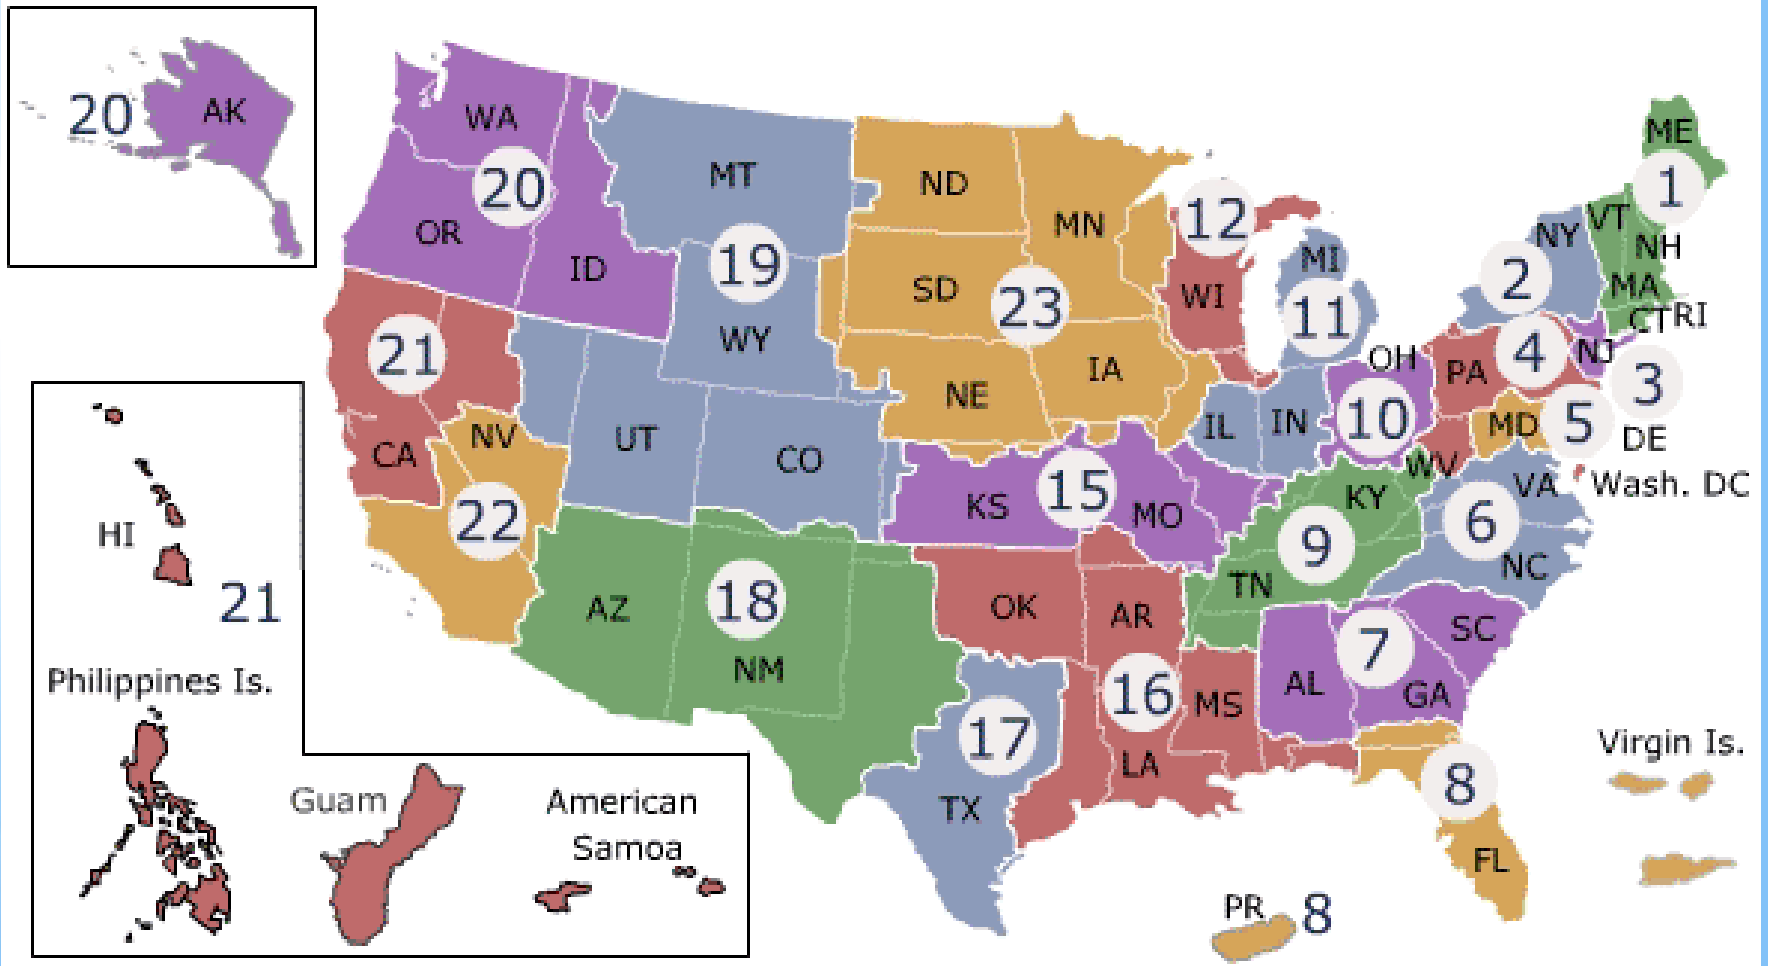 20
AK
WA
20
OR
ID
MT
19
WY
ND
MN
SD
23
NE
IA
12
WI
MI
11
ME
1
VT
NH
NY
2
MA
CT
RI
OH
10
PA
4
NJ
3
MD
5
DE
Wash. DC
WV
VA
6
NC
IL
IN
KY
9
TN
21
CA
NV
22
UT
CO
KS
15
MO
AZ
18
NM
OK
AR
16
MS
LA
17
TX
AL
7
GA
SC
8
FL
Virgin Is.
PR
8
HI
21
Philippines Is.
Guam
American
Samoa